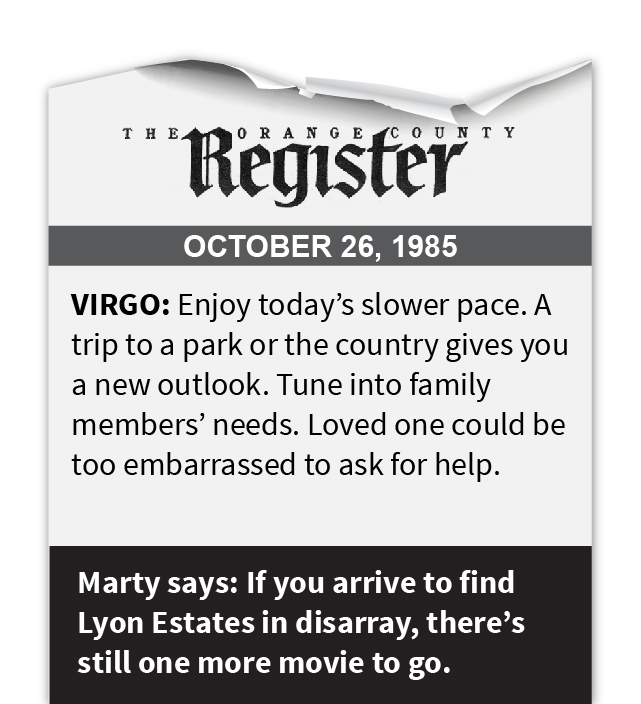 THE ORANGE COUNTY
Register
OCTOBER 26, 1985
VIRGO: Enjoy today’s slower pace. A
trip to a park or the country gives you
a new outlook. Tune into family
members’ needs. Loved one could be
too embarrassed to ask for help.
Marty says: If you arrive to find
Lyon Estates in disarray, there’s
still one more movie to go.